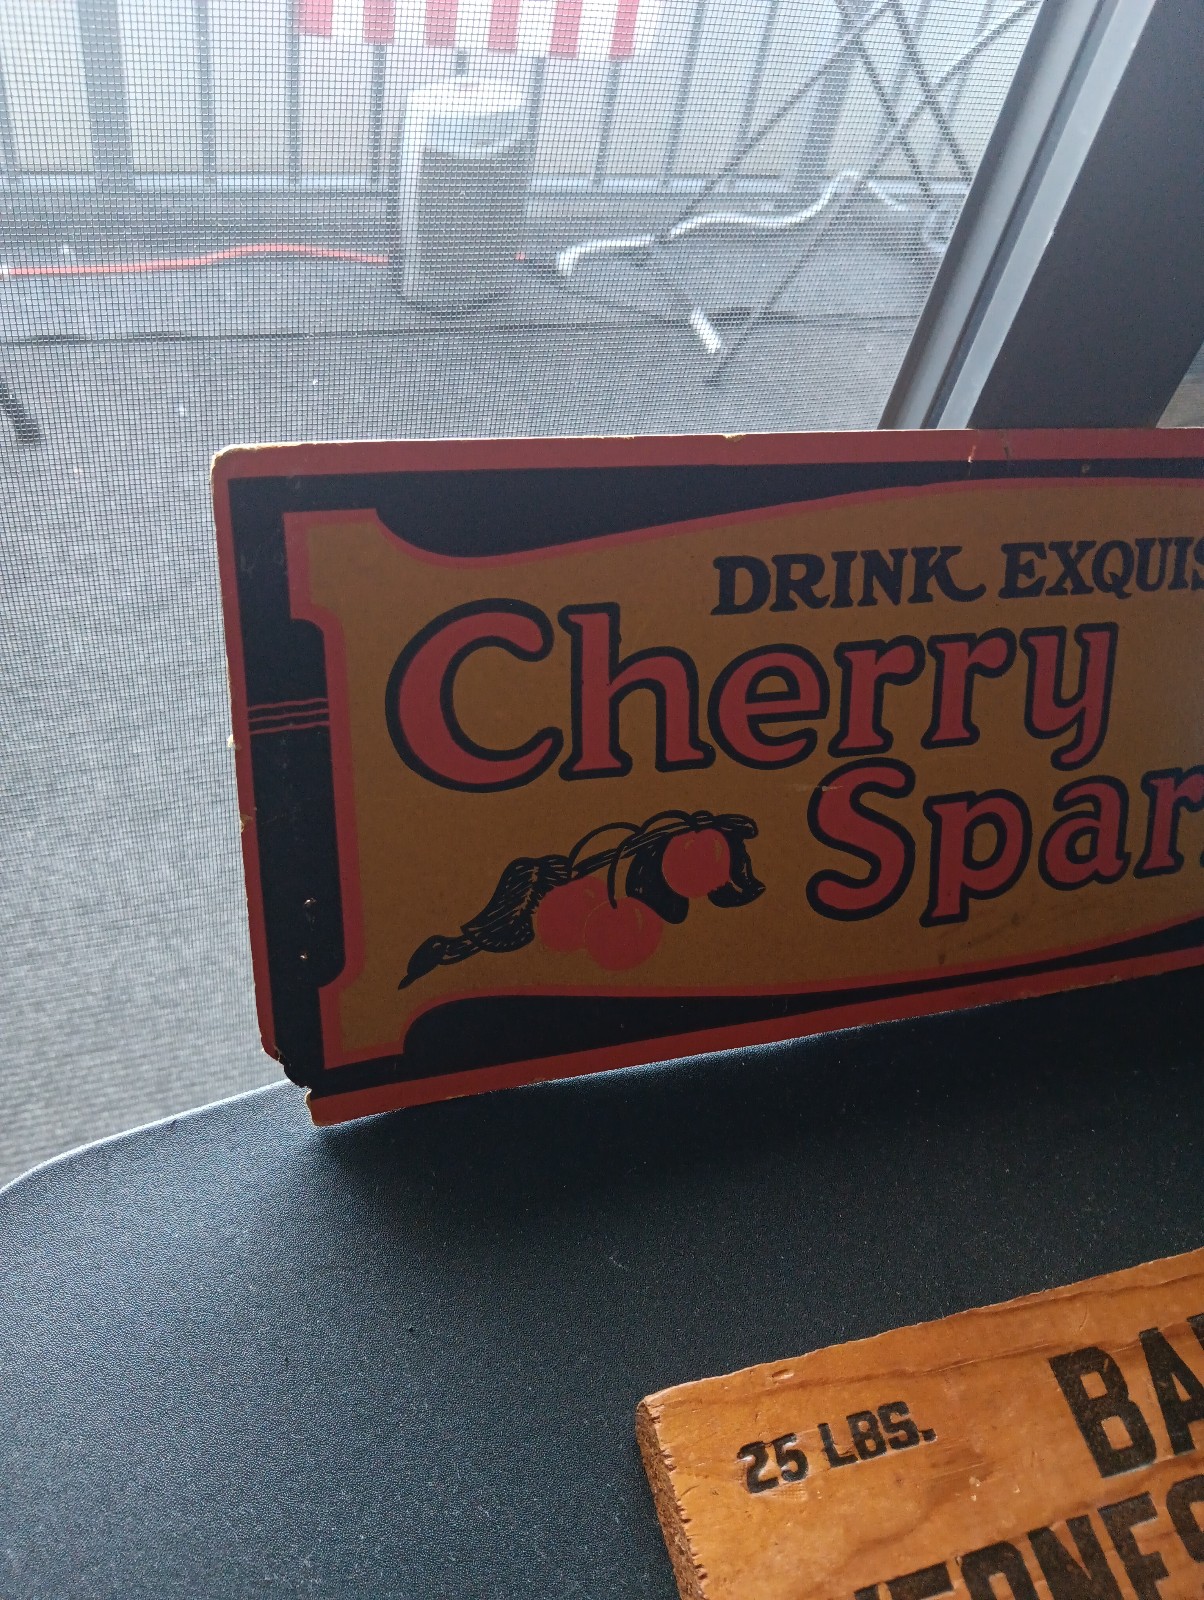 DRINK EXQUIS
Cherry
Spar
25 LBS.
BA